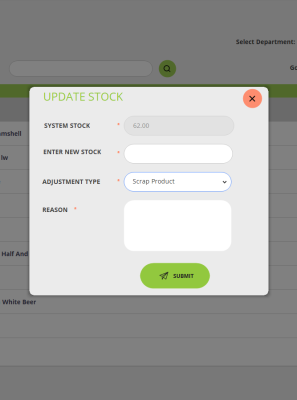 Select Department:
Go
UPDATE STOCK
SYSTEM STOCK * 62.00
mshell
ENTER NEW STOCK *
lw
ADJUSTMENT TYPE * Scrap Product
REASON *
Half And
SUBMIT
White Beer